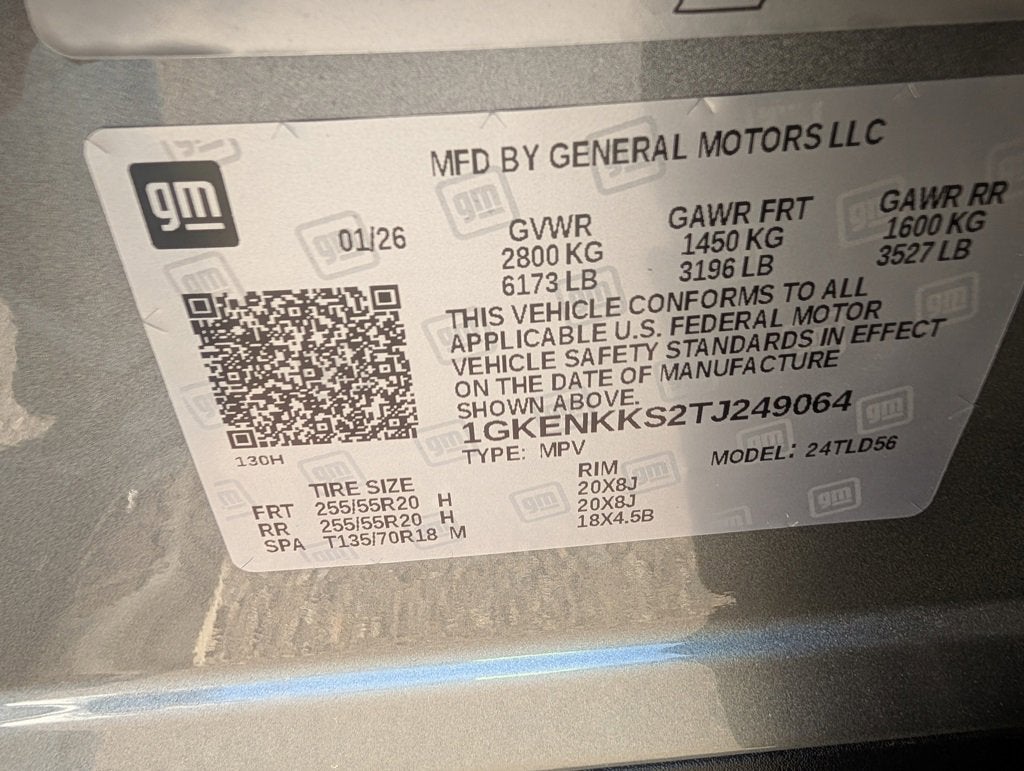 gm
MFD BY GENERAL MOTORS LLC
01/26
GVWR GAWR FRT GAWR RR
2800 KG 1450 KG 1600 KG
6173 LB 3196 LB 3527 LB
THIS VEHICLE CONFORMS TO ALL
APPLICABLE U.S. FEDERAL MOTOR
VEHICLE SAFETY STANDARDS IN EFFECT
ON THE DATE OF MANUFACTURE
SHOWN ABOVE.
1GKENKKS2TJ249064
130H
TYPE: MPV MODEL: 24TLD56
TIRE SIZE RIM
FRT 255/55R20 H 20X8J
RR 255/55R20 H 20X8J
SPA T135/70R18 M 18X4.5B